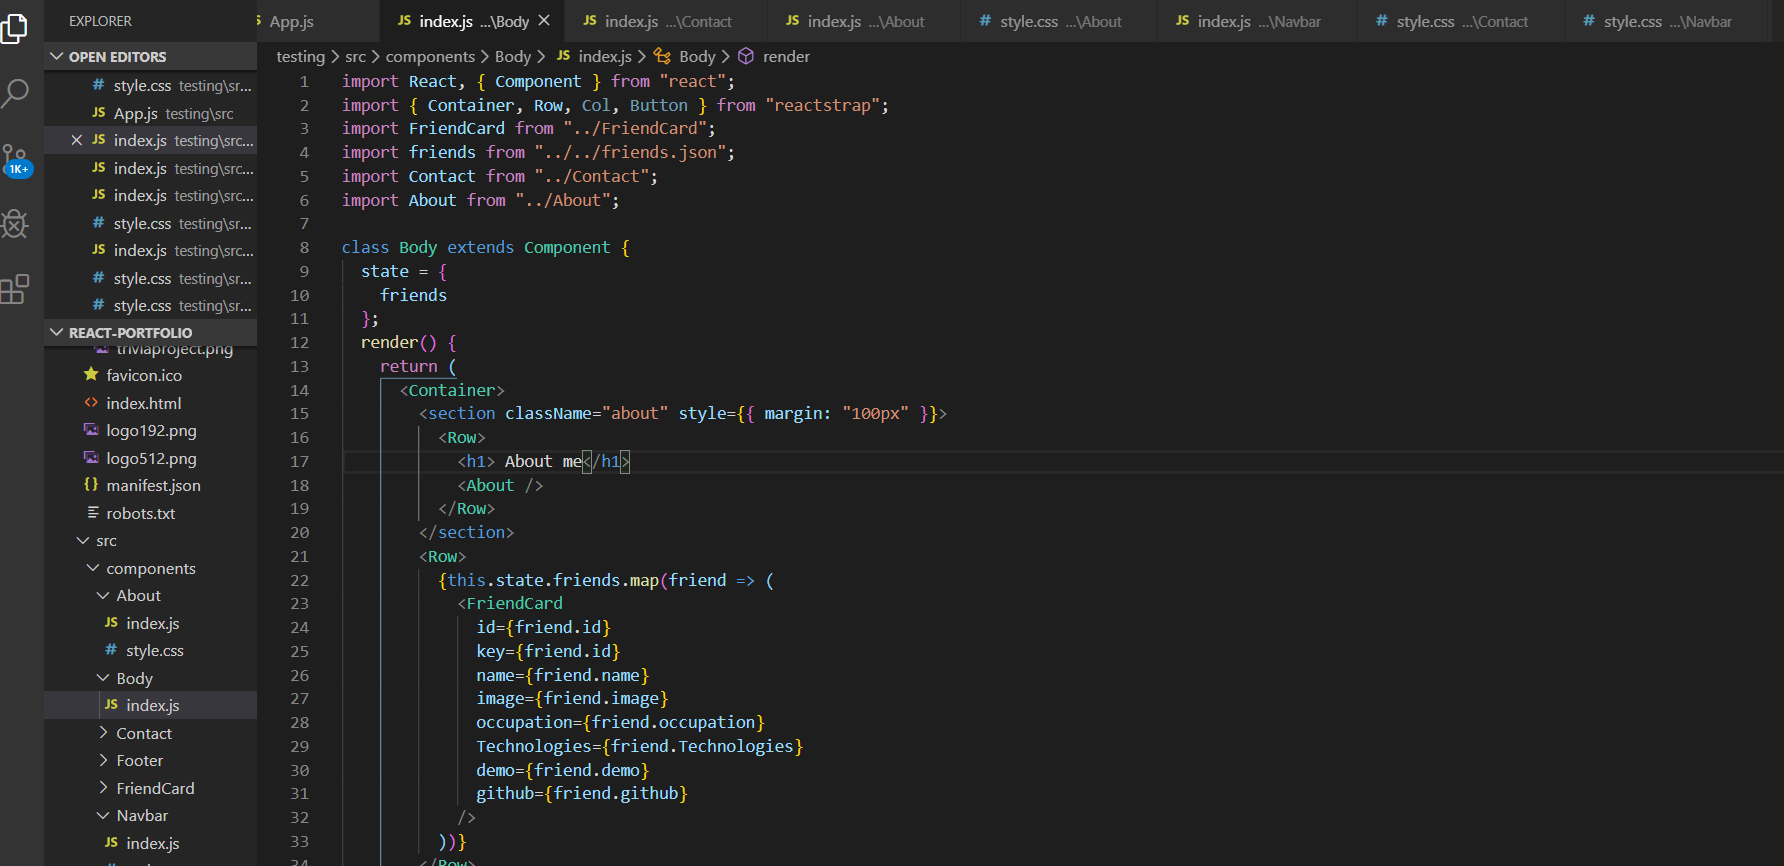 EXPLORER
App.js
JS index.js ...\Body
JS index.js ...\Contact
JS index.js ...\About
# style.css ...\About
JS index.js ...\Navbar
# style.css ...\Contact
# style.css ...\Navbar
OPEN EDITORS
# style.css testing\sr...
JS App.js testing\src
JS index.js testing\src...
JS index.js testing\src...
JS index.js testing\src...
# style.css testing\sr...
JS index.js testing\src...
# style.css testing\sr...
# style.css testing\sr...
1K+
REACT-PORTFOLIO
triviaproject.png
favicon.ico
<> index.html
logo192.png
logo512.png
{} manifest.json
robots.txt
src
components
About
JS index.js
# style.css
Body
JS index.js
Contact
Footer
FriendCard
Navbar
JS index.js
testing > src > components > Body > JS index.js > Body > render
1 import React, { Component } from "react";
2 import { Container, Row, Col, Button } from "reactstrap";
3 import FriendCard from "../FriendCard";
4 import friends from "../../friends.json";
5 import Contact from "../Contact";
6 import About from "../About";
7
8 class Body extends Component {
9 state = {
10 friends
11 };
12 render() {
13 return (
14 <Container>
15 <section className="about" style={{ margin: "100px" }}>
16 <Row>
17 <h1> About me</h1>
18 <About />
19 </Row>
20 </section>
21 <Row>
22 {this.state.friends.map(friend => (
23 <FriendCard
24 id={friend.id}
25 key={friend.id}
26 name={friend.name}
27 image={friend.image}
28 occupation={friend.occupation}
29 Technologies={friend.Technologies}
30 demo={friend.demo}
31 github={friend.github}
32 />
33 ))}
34 </Row>